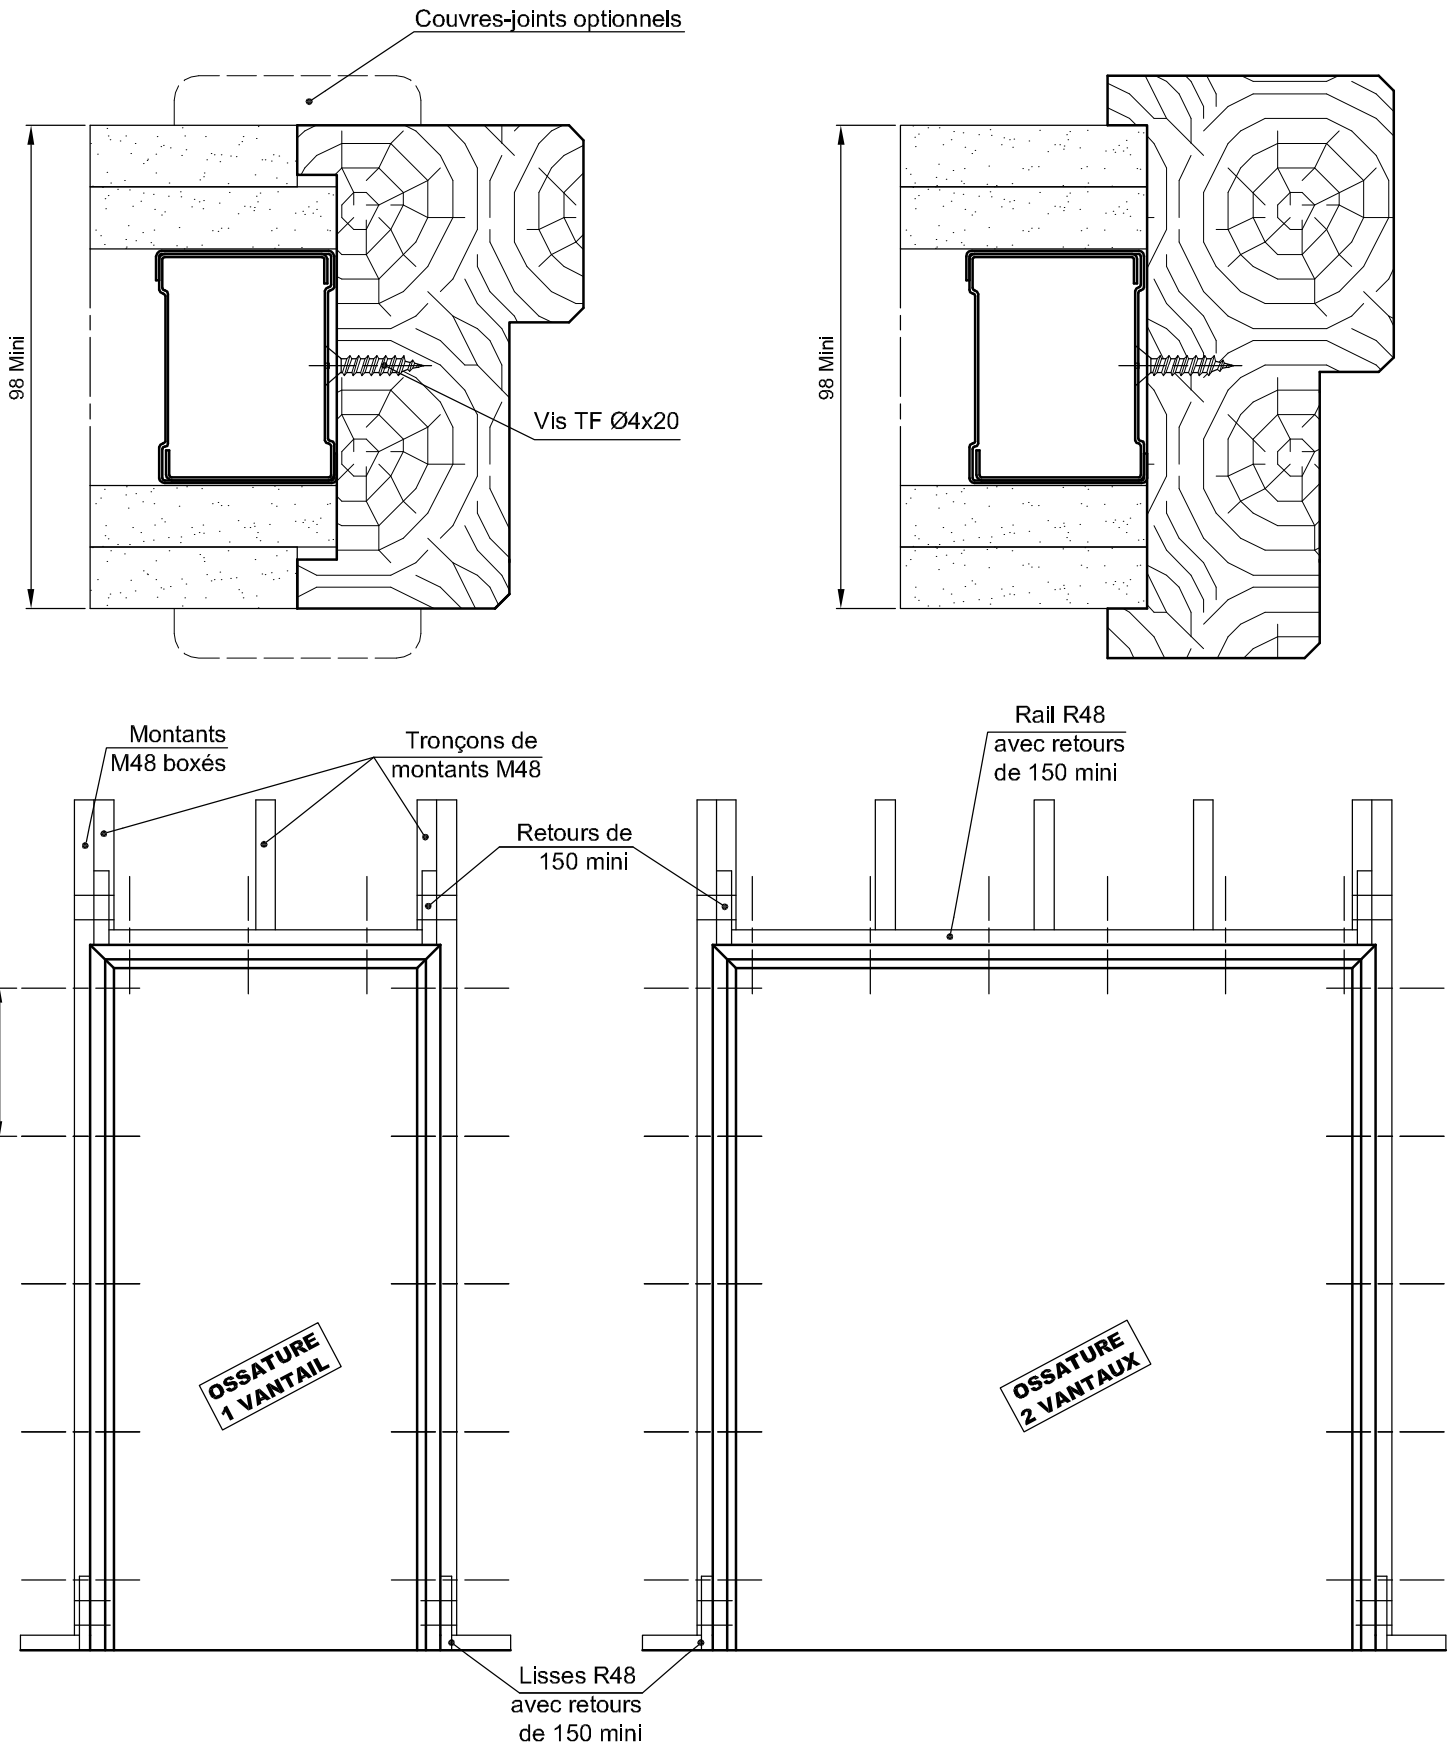 Couvres-joints optionnels
98 Mini
98 Mini
Vis TF Ø4x20
Montants
M48 boxés
Tronçons de
montants M48
Rail R48
avec retours
de 150 mini
Retours de
150 mini
OSSATURE
1 VANTAIL
OSSATURE
2 VANTAUX
Lisses R48
avec retours
de 150 mini